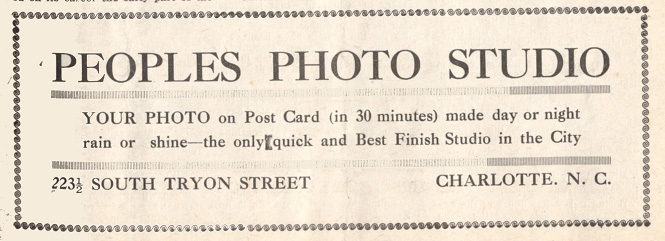 PEOPLES PHOTO STUDIO
YOUR PHOTO on Post Card (in 30 minutes) made day or night
rain or shine—the only quick and Best Finish Studio in the City
223½ SOUTH TRYON STREET CHARLOTTE. N. C.